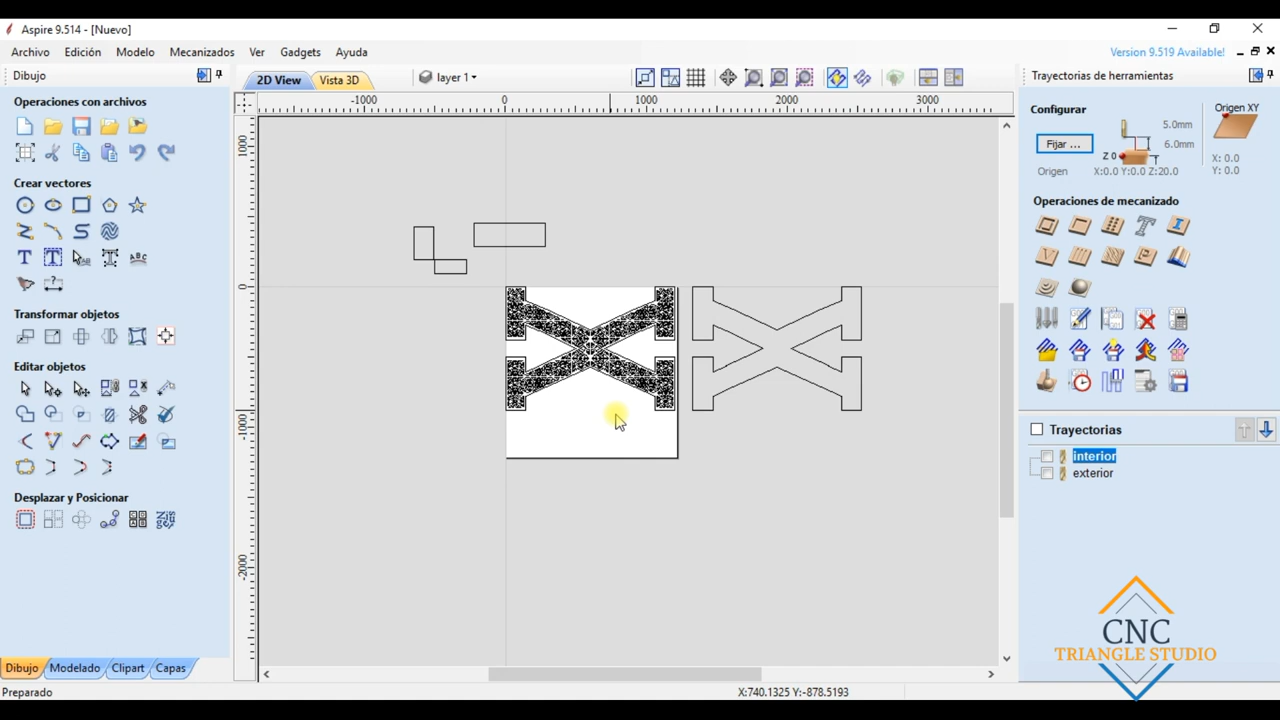 Aspire 9.514 - [Nuevo]
Archivo Edición Modelo Mecanizados Ver Gadgets Ayuda
Version 9.519 Available!
Dibujo
2D View Vista 3D
layer 1
Trayectorias de herramientas
-1000 0 1000 2000 3000
1000
0
-1000
-2000
Operaciones con archivos
Crear vectores
Transformar objetos
Editar objetos
Desplazar y Posicionar
Dibujo Modelado Clipart Capas
Configurar
Origen XY
5.0mm
Fijar ...
6.0mm
Z 0
X: 0.0
Origen
X:0.0 Y:0.0 Z:20.0
Y: 0.0
Operaciones de mecanizado
Trayectorias
interior
exterior
CNC
TRIANGLE STUDIO
Preparado
X:740.1325 Y:-878.5193